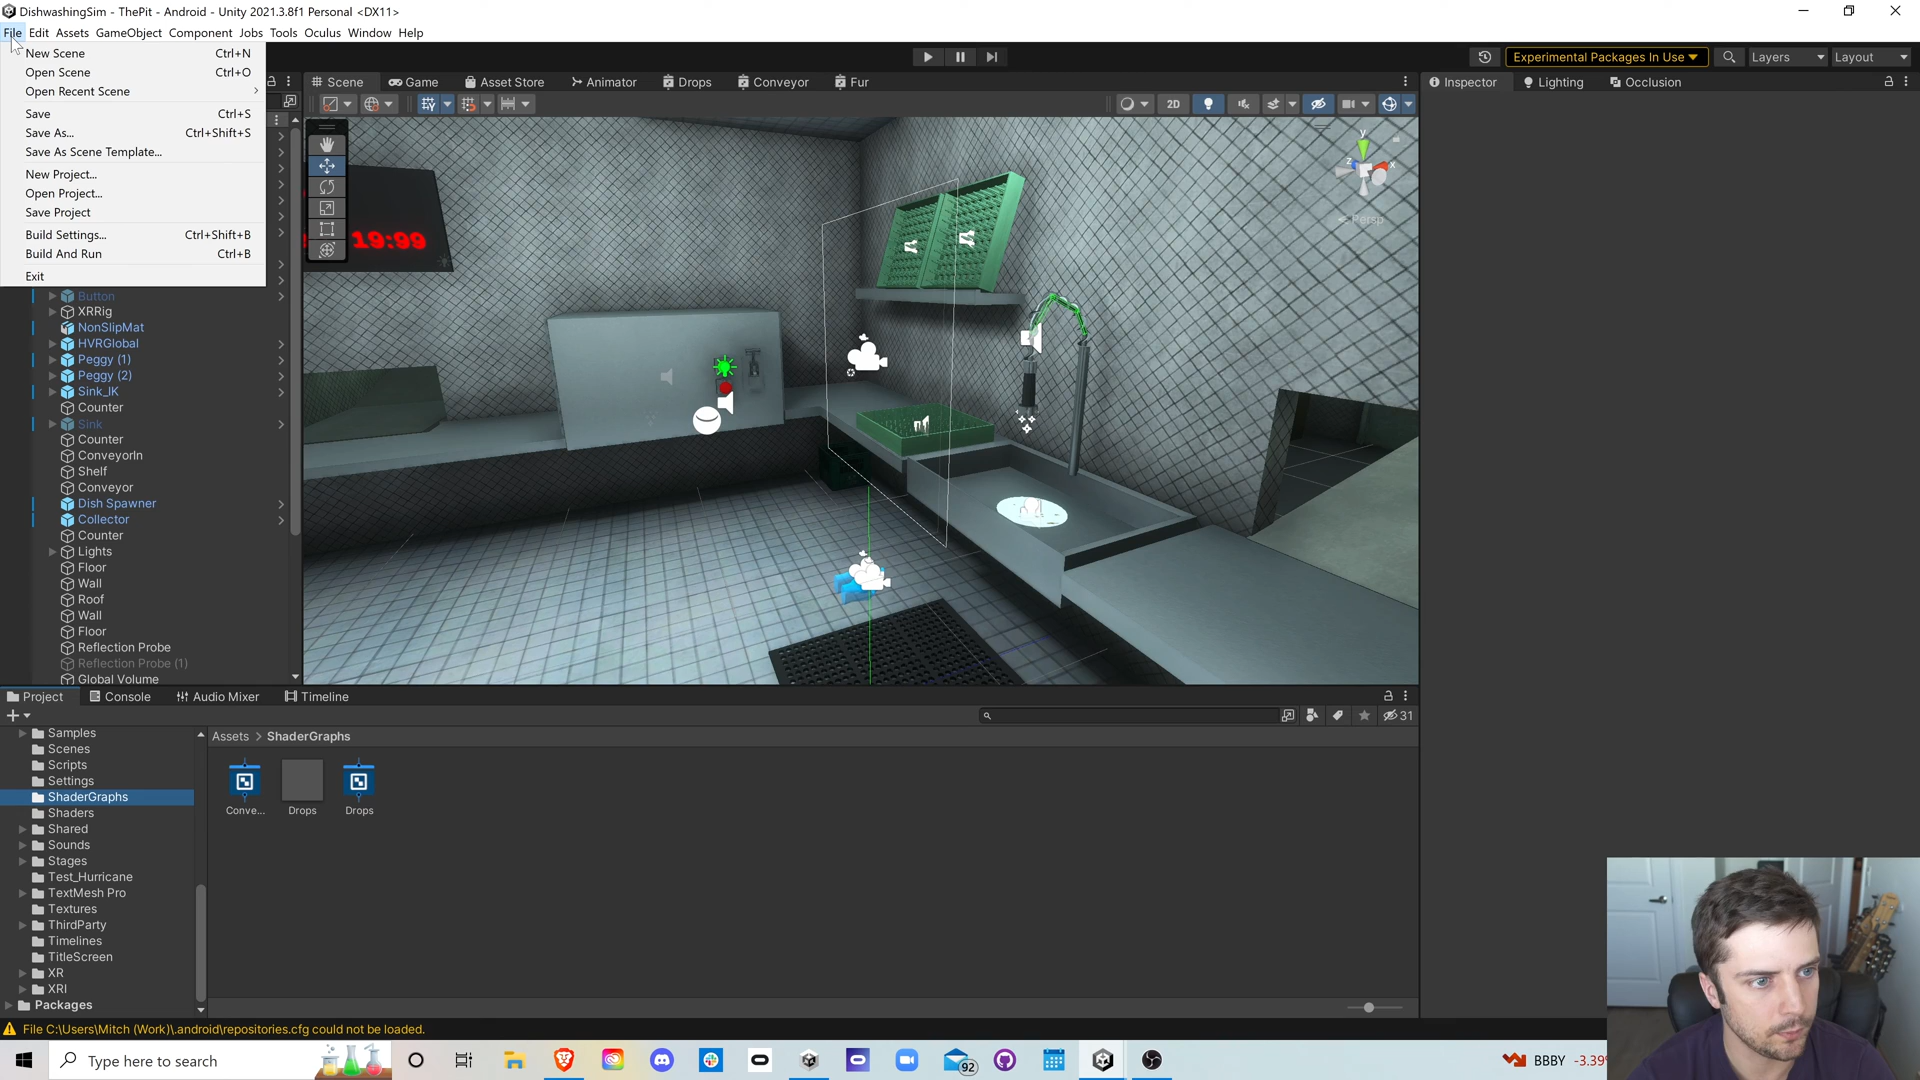 DishwashingSim - ThePit - Android - Unity 2021.3.8f1 Personal <DX11>
File Edit Assets GameObject Component Jobs Tools Oculus Window Help
New Scene Ctrl+N
Open Scene Ctrl+O
Open Recent Scene
Save Ctrl+S
Save As... Ctrl+Shift+S
Save As Scene Template...
New Project...
Open Project...
Save Project
Build Settings... Ctrl+Shift+B
Build And Run Ctrl+B
Exit
Experimental Packages In Use
Layers
Layout
Scene
Game
Asset Store
Animator
Drops
Conveyor
Fur
2D
Inspector
Lighting
Occlusion
y
z
x
Persp
19:99
Button
XRRig
NonSlipMat
HVRGlobal
Peggy (1)
Peggy (2)
Sink_IK
Counter
Sink
Counter
ConveyorIn
Shelf
Conveyor
Dish Spawner
Collector
Counter
Lights
Floor
Wall
Roof
Wall
Floor
Reflection Probe
Reflection Probe (1)
Global Volume
Project
Console
Audio Mixer
Timeline
31
Samples
Scenes
Scripts
Settings
ShaderGraphs
Shaders
Shared
Sounds
Stages
Test_Hurricane
TextMesh Pro
Textures
ThirdParty
Timelines
TitleScreen
XR
XRI
Packages
Assets > ShaderGraphs
Conve...
Drops
Drops
File C:\Users\Mitch (Work)\.android\repositories.cfg could not be loaded.
Type here to search
92
BBBY -3.39%